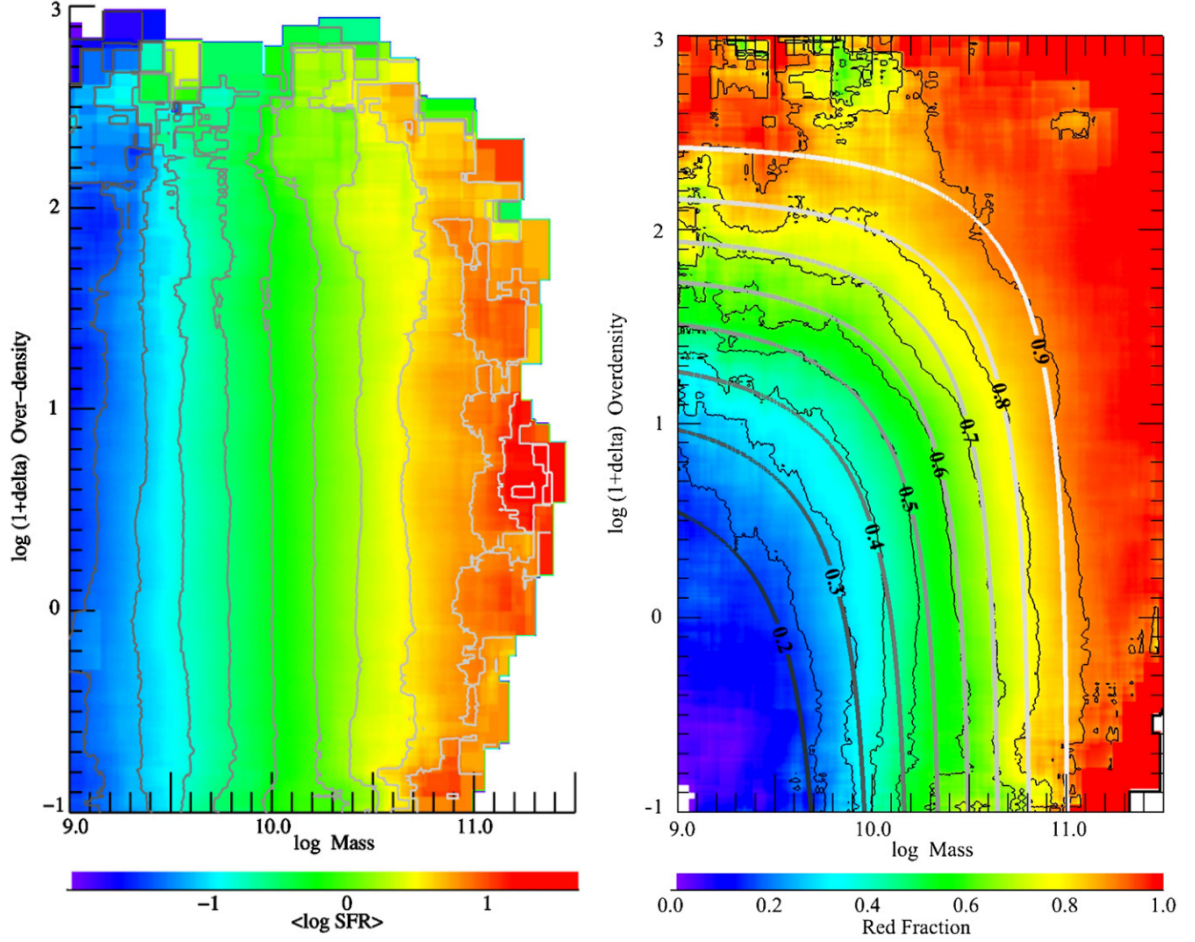 3
2
1
0
−1
log (1+delta) Over−density
9.0 10.0 11.0
log Mass
−1 0 1
<log SFR>
3
2
1
0
-1
log (1+delta) Overdensity
0.9
0.8
0.7
0.6
0.5
0.4
0.3
0.2
9.0 10.0 11.0
log Mass
0.0 0.2 0.4 0.6 0.8 1.0
Red Fraction